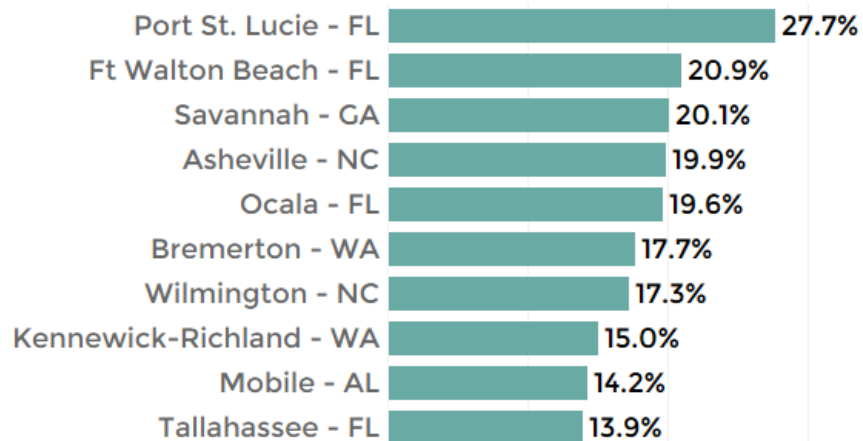 Port St. Lucie - FL 27.7%
Ft Walton Beach - FL 20.9%
Savannah - GA 20.1%
Asheville - NC 19.9%
Ocala - FL 19.6%
Bremerton - WA 17.7%
Wilmington - NC 17.3%
Kennewick-Richland - WA 15.0%
Mobile - AL 14.2%
Tallahassee - FL 13.9%